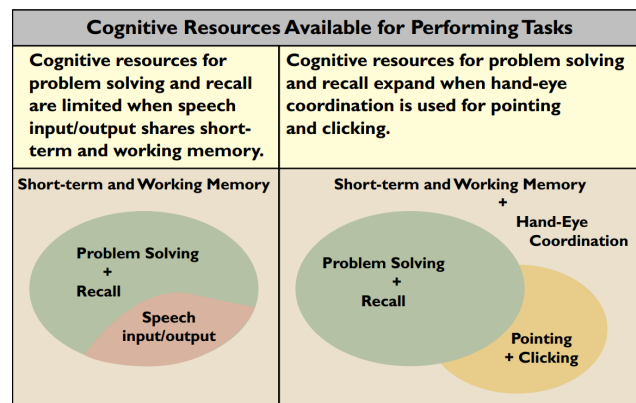 Cognitive Resources Available for Performing Tasks
Cognitive resources for
problem solving and recall
are limited when speech
input/output shares short-
term and working memory.
Cognitive resources for problem solving
and recall expand when hand-eye
coordination is used for pointing
and clicking.
Short-term and Working Memory
Problem Solving
+
Recall
Speech
input/output
Short-term and Working Memory
+
Hand-Eye
Coordination
Problem Solving
+
Recall
Pointing
+ Clicking